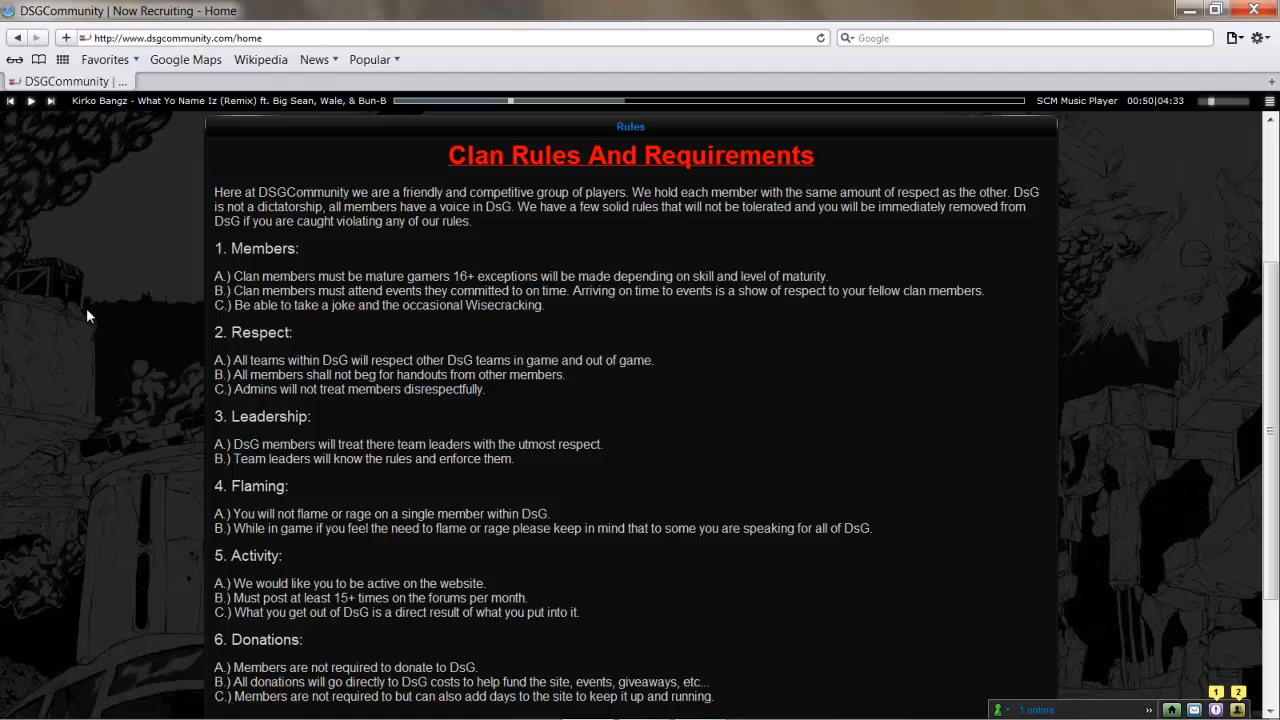 DSGCommunity | Now Recruiting - Home
http://www.dsgcommunity.com/home
Google
Favorites Google Maps Wikipedia News Popular
DSGCommunity | ...
Kirko Bangz - What Yo Name Iz (Remix) ft. Big Sean, Wale, & Bun-B SCM Music Player 00:50|04:33
Rules
Clan Rules And Requirements
Here at DSGCommunity we are a friendly and competitive group of players. We hold each member with the same amount of respect as the other. DsG
is not a dictatorship, all members have a voice in DsG. We have a few solid rules that will not be tolerated and you will be immediately removed from
DsG if you are caught violating any of our rules.
1. Members:
A.) Clan members must be mature gamers 16+ exceptions will be made depending on skill and level of maturity.
B.) Clan members must attend events they committed to on time. Arriving on time to events is a show of respect to your fellow clan members.
C.) Be able to take a joke and the occasional Wisecracking.
2. Respect:
A.) All teams within DsG will respect other DsG teams in game and out of game.
B.) All members shall not beg for handouts from other members.
C.) Admins will not treat members disrespectfully.
3. Leadership:
A.) DsG members will treat there team leaders with the utmost respect.
B.) Team leaders will know the rules and enforce them.
4. Flaming:
A.) You will not flame or rage on a single member within DsG.
B.) While in game if you feel the need to flame or rage please keep in mind that to some you are speaking for all of DsG.
5. Activity:
A.) We would like you to be active on the website.
B.) Must post at least 15+ times on the forums per month.
C.) What you get out of DsG is a direct result of what you put into it.
6. Donations:
A.) Members are not required to donate to DsG.
B.) All donations will go directly to DsG costs to help fund the site, events, giveaways, etc...
C.) Members are not required to but can also add days to the site to keep it up and running.
1 2
1 online »